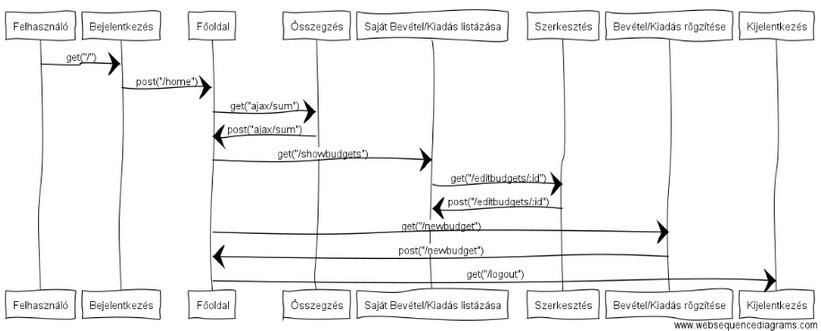 Felhasználó
Bejelentkezés
Főoldal
Összegzés
Saját Bevétel/Kiadás listázása
Szerkesztés
Bevétel/Kiadás rögzítése
Kijelentkezés
get("/")
post("/home")
get("ajax/sum")
post("ajax/sum")
get("/showbudgets")
get("/editbudgets/:id")
post("/editbudgets/:id")
get("/newbudget")
post("/newbudget")
get("/logout")
Felhasználó
Bejelentkezés
Főoldal
Összegzés
Saját Bevétel/Kiadás listázása
Szerkesztés
Bevétel/Kiadás rögzítése
Kijelentkezés
www.websequencediagrams.com